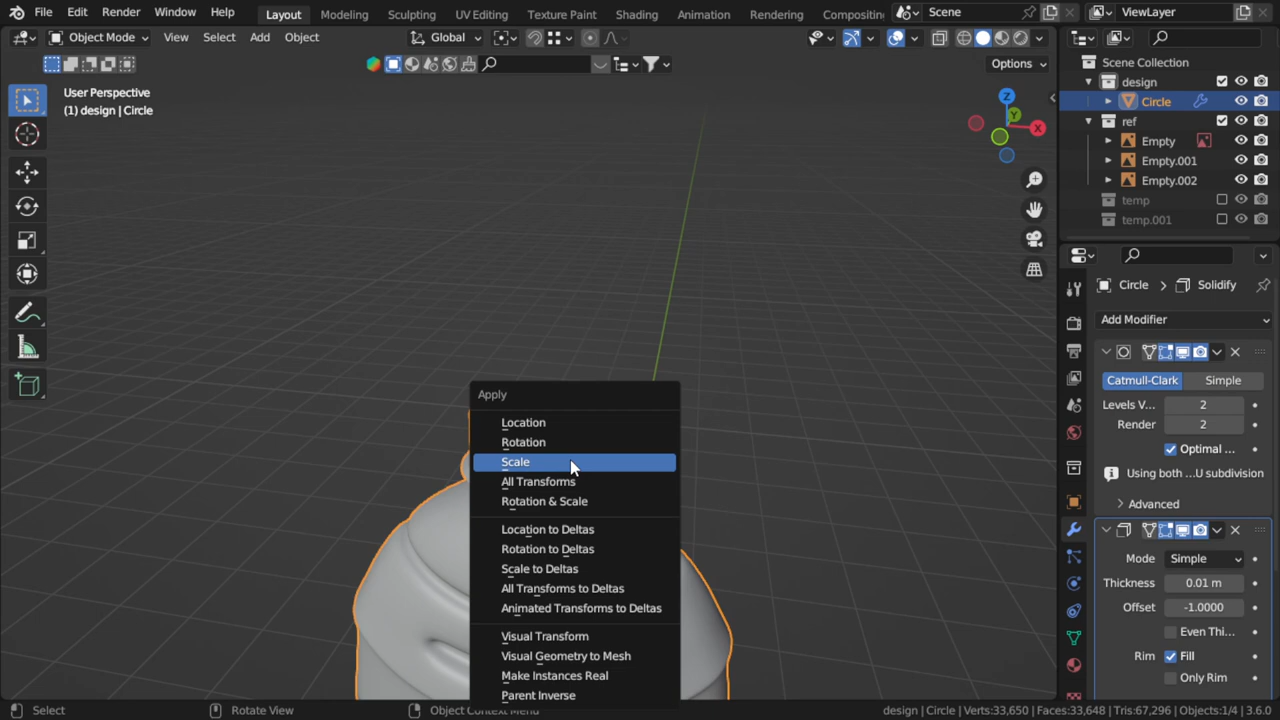 File Edit Render Window Help Layout Modeling Sculpting UV Editing Texture Paint Shading Animation Rendering Compositing Scene ViewLayer
Object Mode View Select Add Object Global
Options
User Perspective
(1) design | Circle
Z
Y
X
Scene Collection
design
Circle
ref
Empty
Empty.001
Empty.002
temp
temp.001
Circle > Solidify
Add Modifier
Catmull-Clark Simple
Levels V... 2
Render 2
Optimal ...
Using both ...U subdivision
Advanced
Mode Simple
Thickness 0.01 m
Offset -1.0000
Even Thi...
Rim Fill
Only Rim
Apply
Location
Rotation
Scale
All Transforms
Rotation & Scale
Location to Deltas
Rotation to Deltas
Scale to Deltas
All Transforms to Deltas
Animated Transforms to Deltas
Visual Transform
Visual Geometry to Mesh
Make Instances Real
Parent Inverse
Select Rotate View Object Context Menu design | Circle Verts:33,650 | Faces:33,648 | Tris:67,296 | Objects:1/4 | 3.6.0